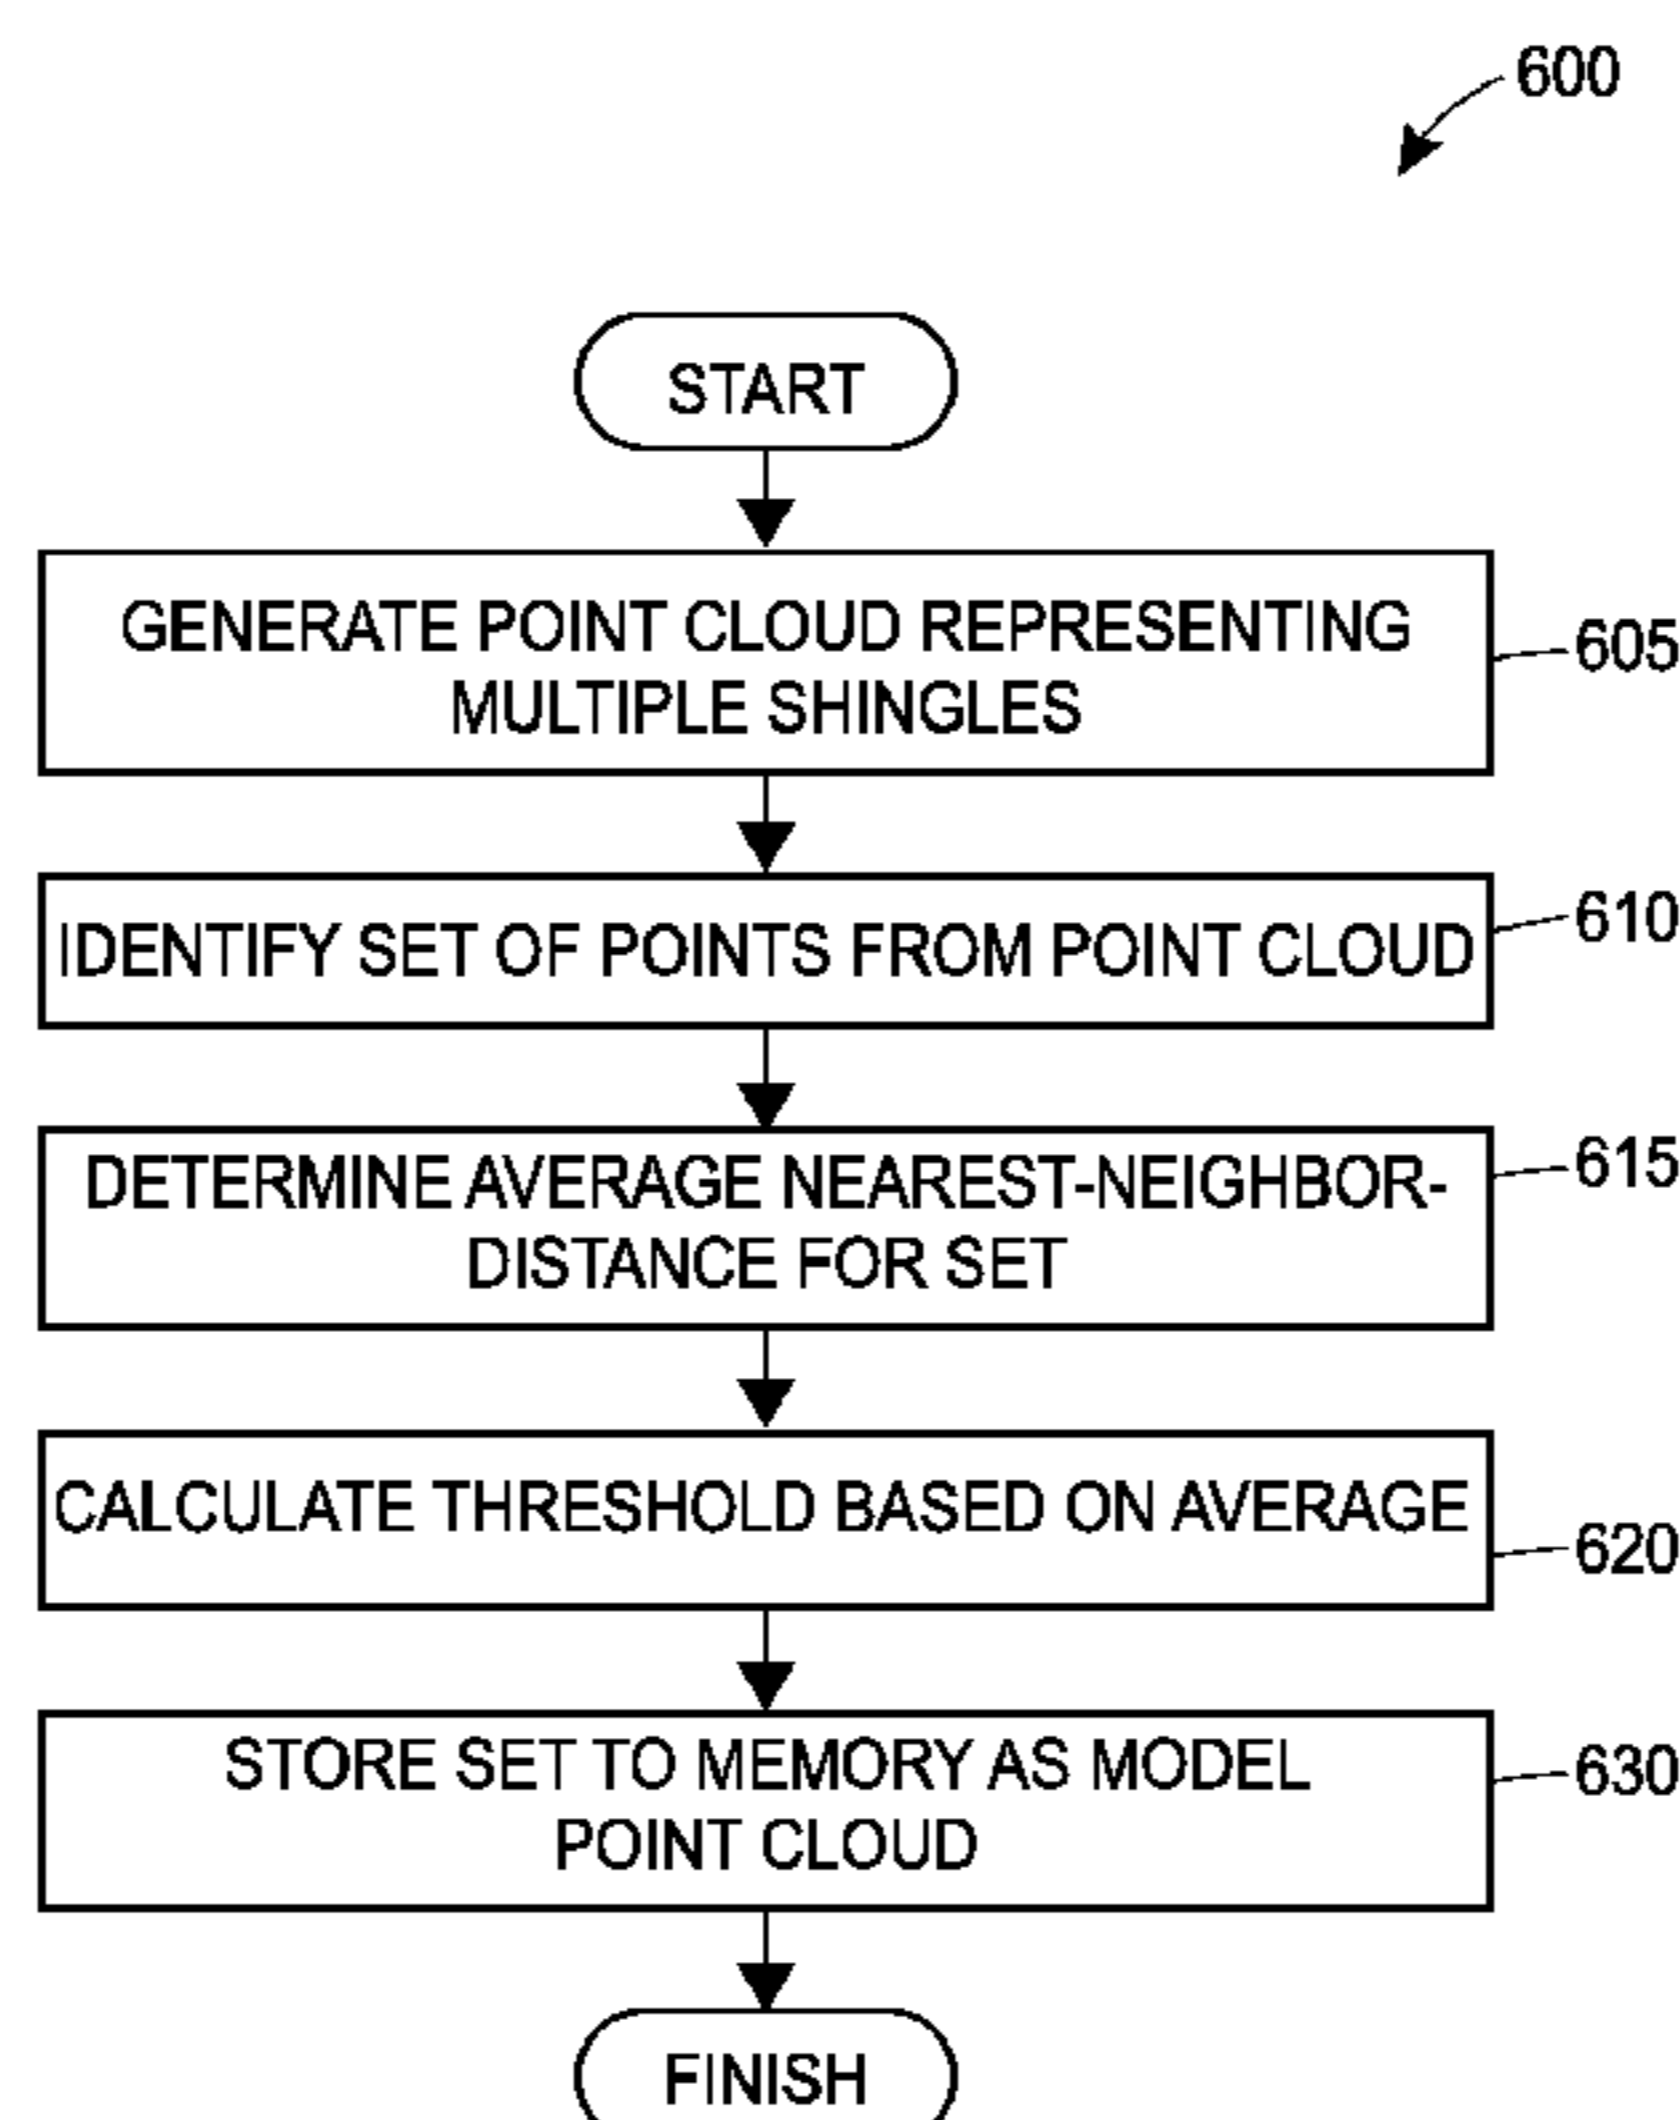 600
START
GENERATE POINT CLOUD REPRESENTING
MULTIPLE SHINGLES
605
IDENTIFY SET OF POINTS FROM POINT CLOUD
610
DETERMINE AVERAGE NEAREST-NEIGHBOR-
DISTANCE FOR SET
615
CALCULATE THRESHOLD BASED ON AVERAGE
620
STORE SET TO MEMORY AS MODEL
POINT CLOUD
630
FINISH